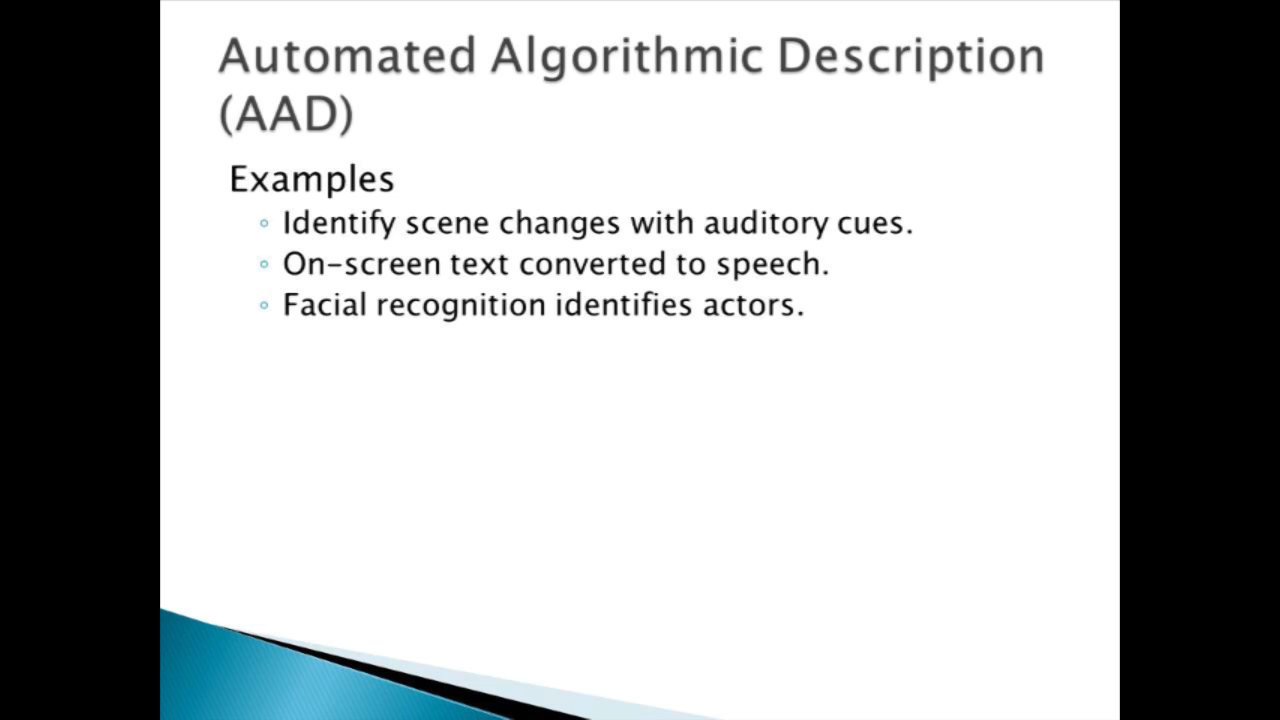 Automated Algorithmic Description
(AAD)
Examples
◦ Identify scene changes with auditory cues.
◦ On-screen text converted to speech.
◦ Facial recognition identifies actors.